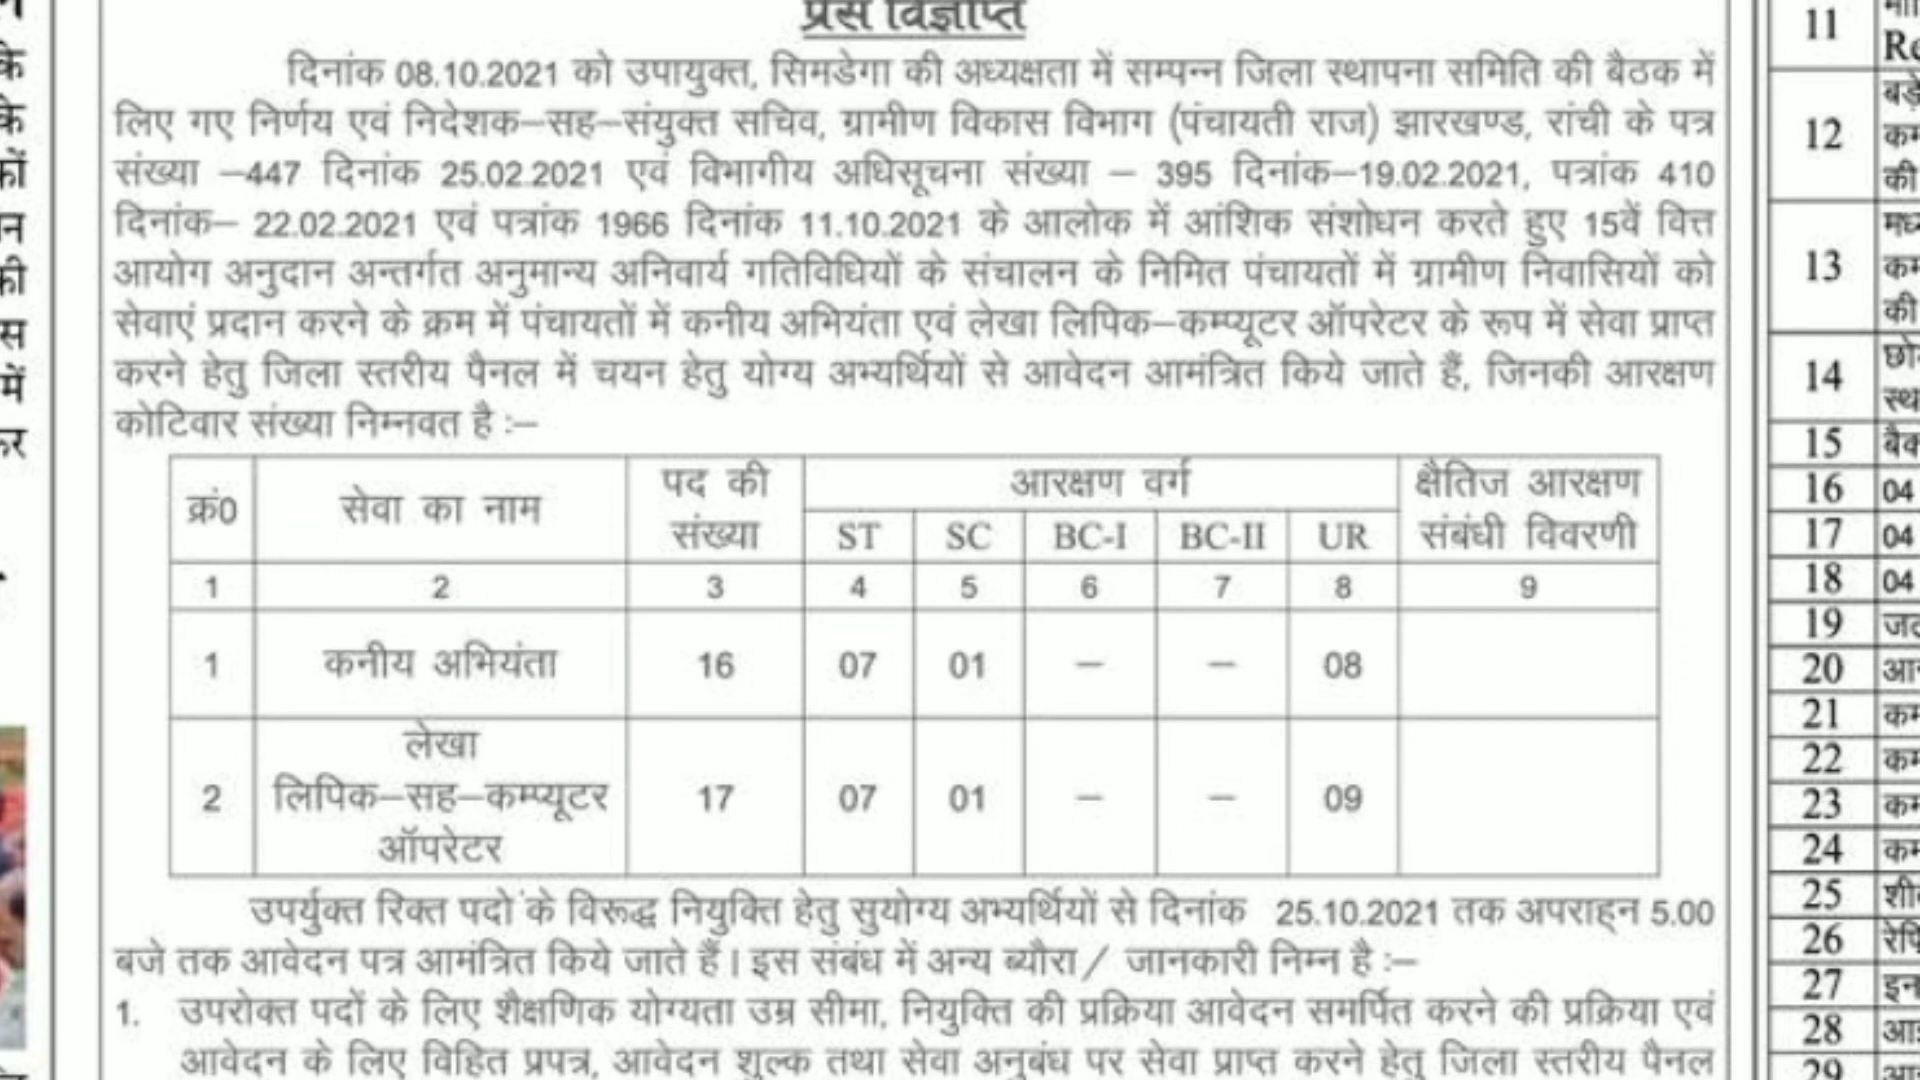 प्रेस विज्ञप्ति
दिनांक 08.10.2021 को उपायुक्त, सिमडेगा की अध्यक्षता में सम्पन्न जिला स्थापना समिति की बैठक में
लिए गए निर्णय एवं निदेशक–सह–संयुक्त सचिव, ग्रामीण विकास विभाग (पंचायती राज) झारखण्ड, रांची के पत्र
संख्या –447 दिनांक 25.02.2021 एवं विभागीय अधिसूचना संख्या – 395 दिनांक–19.02.2021, पत्रांक 410
दिनांक– 22.02.2021 एवं पत्रांक 1966 दिनांक 11.10.2021 के आलोक में आंशिक संशोधन करते हुए 15वें वित्त
आयोग अनुदान अन्तर्गत अनुमान्य अनिवार्य गतिविधियों के संचालन के निमित पंचायतों में ग्रामीण निवासियों को
सेवाएं प्रदान करने के क्रम में पंचायतों में कनीय अभियंता एवं लेखा लिपिक–कम्प्यूटर ऑपरेटर के रूप में सेवा प्राप्त
करने हेतु जिला स्तरीय पैनल में चयन हेतु योग्य अभ्यर्थियों से आवेदन आमंत्रित किये जाते हैं, जिनकी आरक्षण
कोटिवार संख्या निम्नवत है :–
क्रं0 सेवा का नाम पद की संख्या आरक्षण वर्ग क्षैतिज आरक्षण संबंधी विवरणी
ST SC BC-I BC-II UR
1 2 3 4 5 6 7 8 9
1 कनीय अभियंता 16 07 01 – – 08
2 लेखा लिपिक–सह–कम्प्यूटर ऑपरेटर 17 07 01 – – 09
उपर्युक्त रिक्त पदों के विरूद्ध नियुक्ति हेतु सुयोग्य अभ्यर्थियों से दिनांक 25.10.2021 तक अपराह्न 5.00
बजे तक आवेदन पत्र आमंत्रित किये जाते हैं। इस संबंध में अन्य ब्यौरा / जानकारी निम्न है :–
1. उपरोक्त पदों के लिए शैक्षणिक योग्यता उम्र सीमा, नियुक्ति की प्रक्रिया आवेदन समर्पित करने की प्रक्रिया एवं
आवेदन के लिए विहित प्रपत्र, आवेदन शुल्क तथा सेवा अनुबंध पर सेवा प्राप्त करने हेतु जिला स्तरीय पैनल
11
12
की
13
की
14
15
16 04
17 04
18 04
19
20
21
22
23
24
25
26
27
28
29